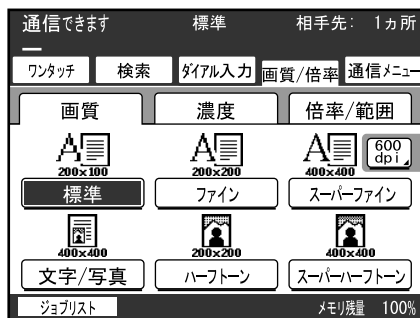 通信できます 標準 相手先: 1ヵ所
ワンタッチ 検索 ダイアル入力 画質/倍率 通信メニュー
画質 濃度 倍率/範囲
A A A 600
dpi
200×100 200×200 400×400
標準 ファイン スーパーファイン
400×400 200×200 400×400
文字/写真 ハーフトーン スーパーハーフトーン
ジョブリスト メモリ残量 100%